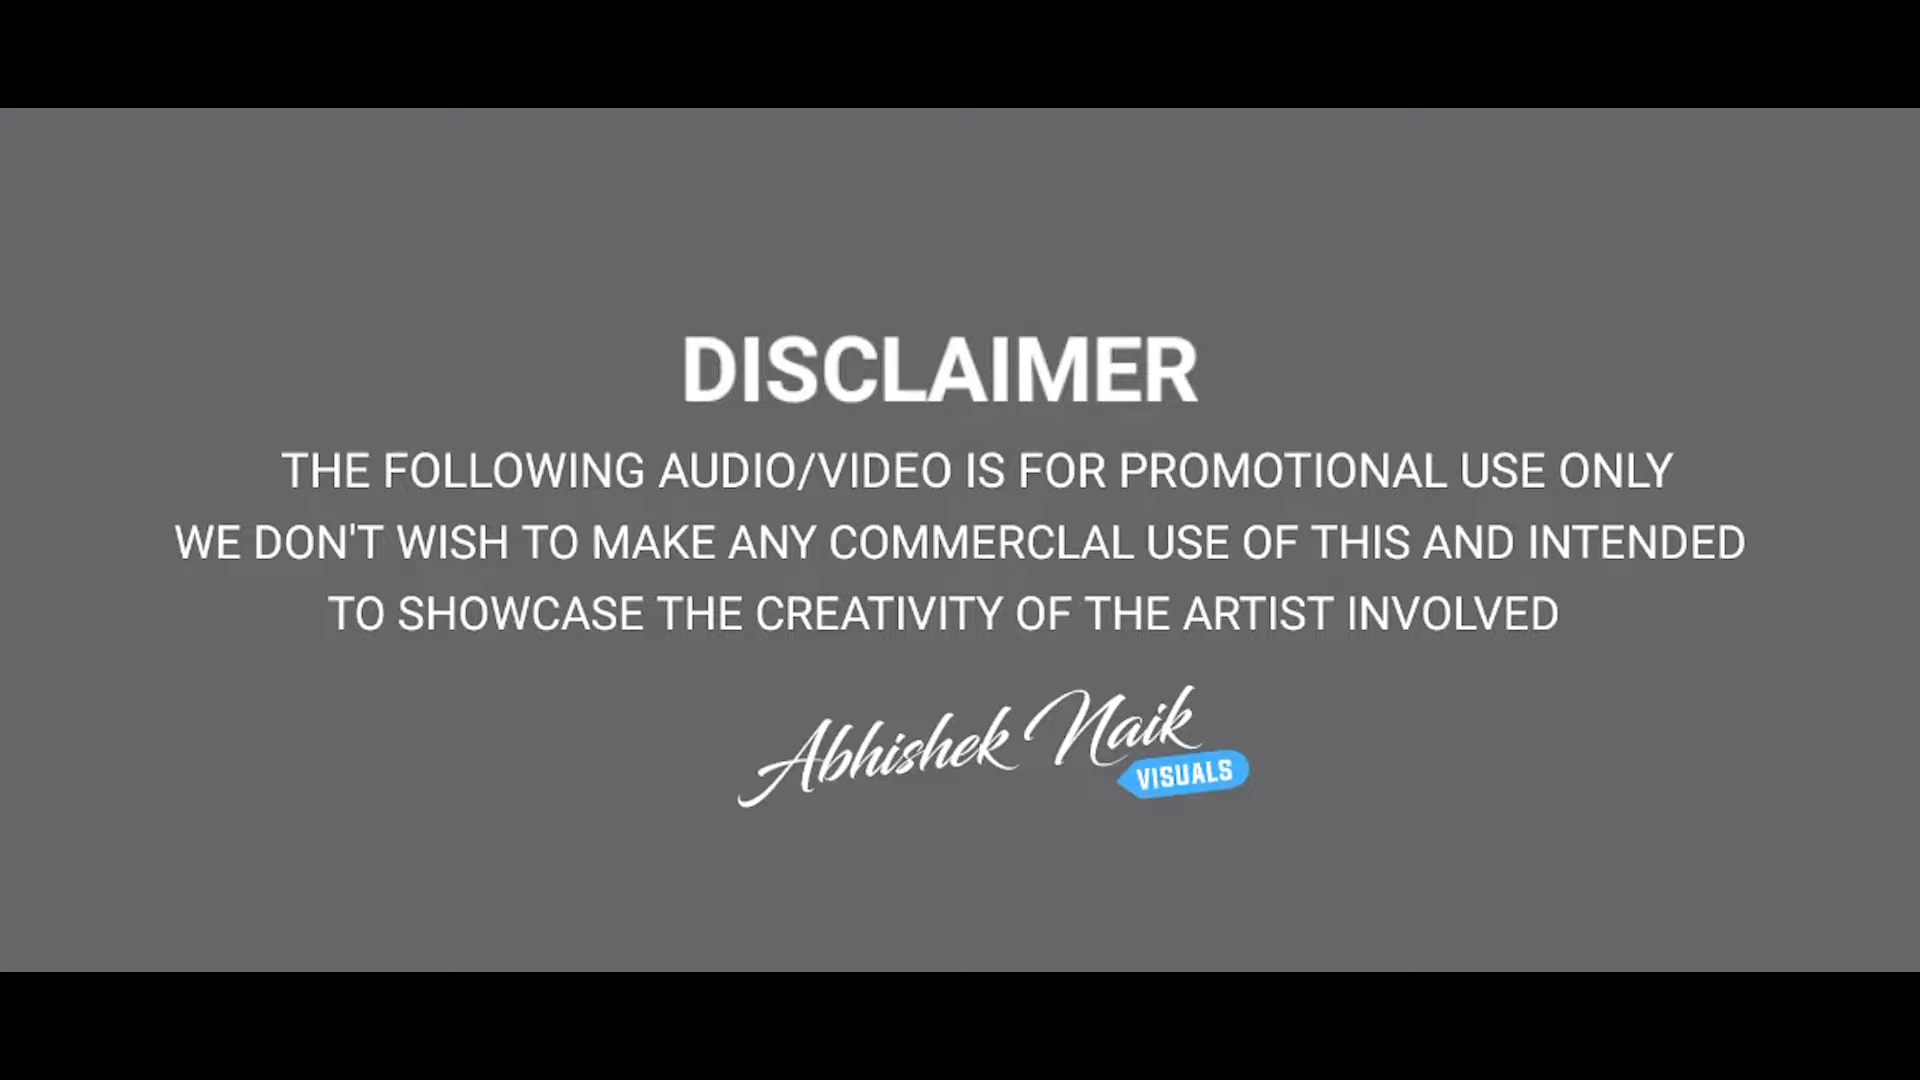 DISCLAIMER
THE FOLLOWING AUDIO/VIDEO IS FOR PROMOTIONAL USE ONLY
WE DON'T WISH TO MAKE ANY COMMERCLAL USE OF THIS AND INTENDED
TO SHOWCASE THE CREATIVITY OF THE ARTIST INVOLVED
Abhishek Naik
VISUALS